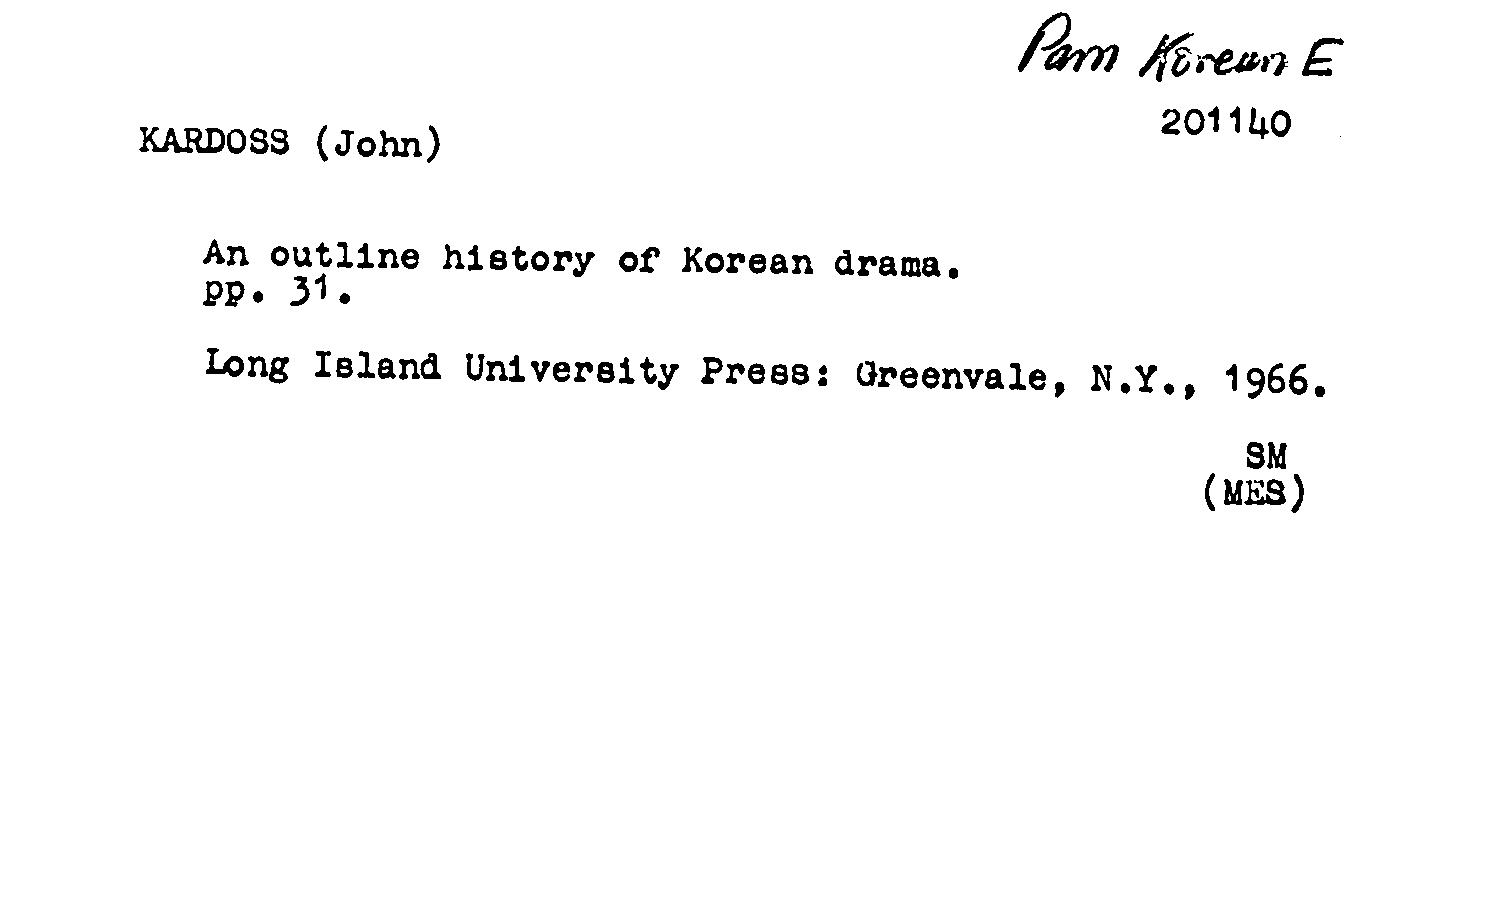 Pam Korean E
201140
KARDOSS (John)
An outline history of Korean drama.
pp. 31.
Long Island University Press: Greenvale, N.Y., 1966.
SM
(MES)